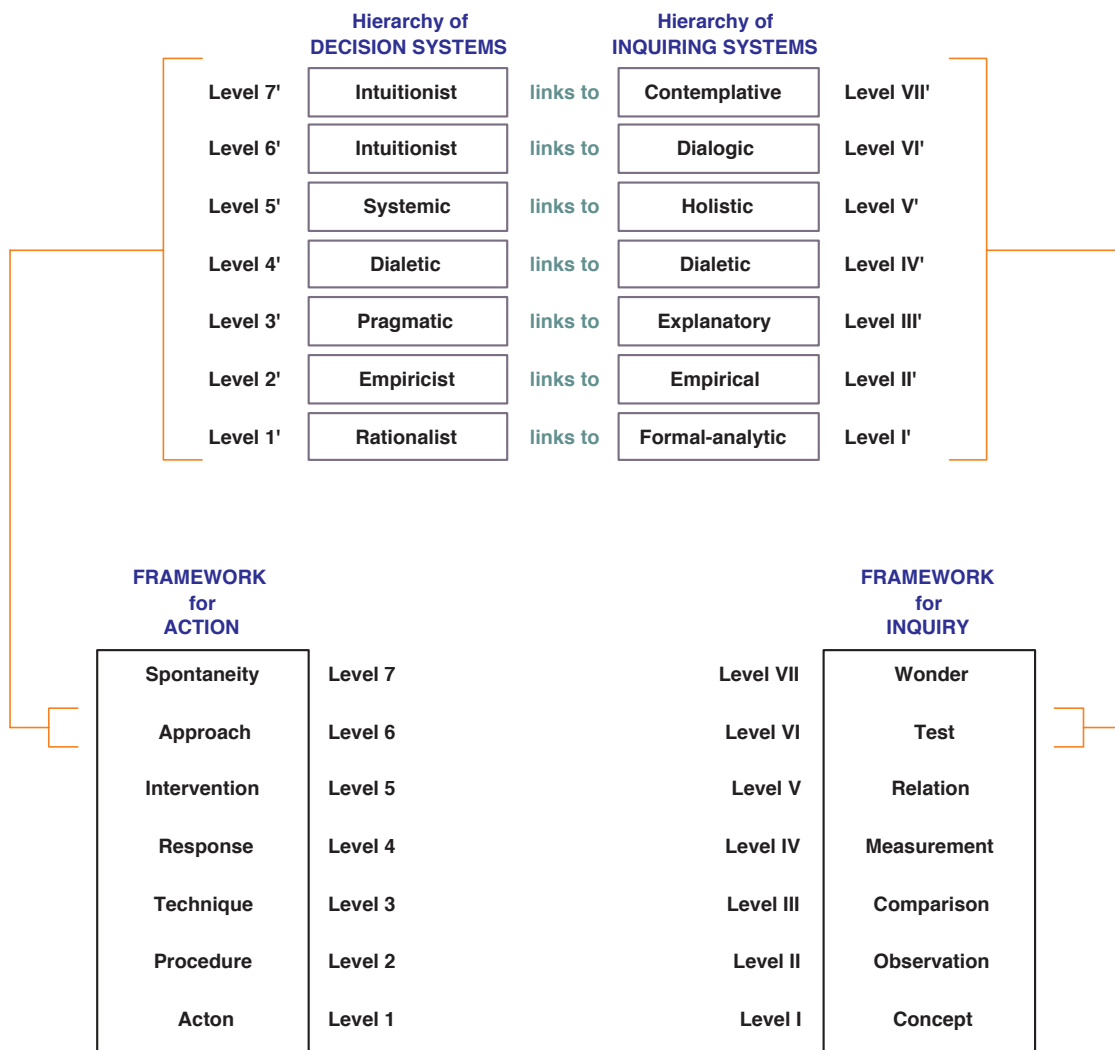 Hierarchy of
DECISION SYSTEMS
Hierarchy of
INQUIRING SYSTEMS
Level 7' Intuitionist links to Contemplative Level VII'
Level 6' Intuitionist links to Dialogic Level VI'
Level 5' Systemic links to Holistic Level V'
Level 4' Dialetic links to Dialetic Level IV'
Level 3' Pragmatic links to Explanatory Level III'
Level 2' Empiricist links to Empirical Level II'
Level 1' Rationalist links to Formal-analytic Level I'
FRAMEWORK
for
ACTION
Spontaneity Level 7
Approach Level 6
Intervention Level 5
Response Level 4
Technique Level 3
Procedure Level 2
Acton Level 1
FRAMEWORK
for
INQUIRY
Level VII Wonder
Level VI Test
Level V Relation
Level IV Measurement
Level III Comparison
Level II Observation
Level I Concept